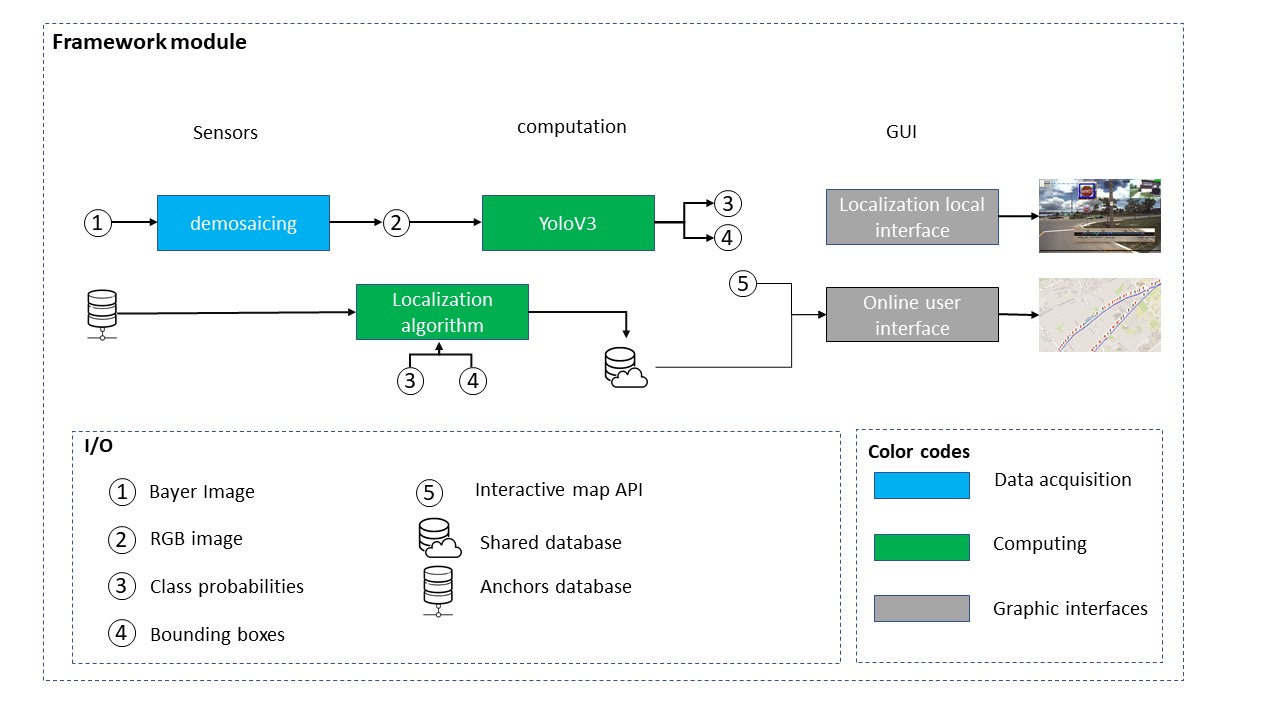 Framework module
Sensors
computation
GUI
1
demosaicing
2
YoloV3
3
4
Localization local
interface
Localization
algorithm
3
4
5
Online user
interface
I/O
1 Bayer Image
2 RGB image
3 Class probabilities
4 Bounding boxes
5 Interactive map API
Shared database
Anchors database
Color codes
Data acquisition
Computing
Graphic interfaces